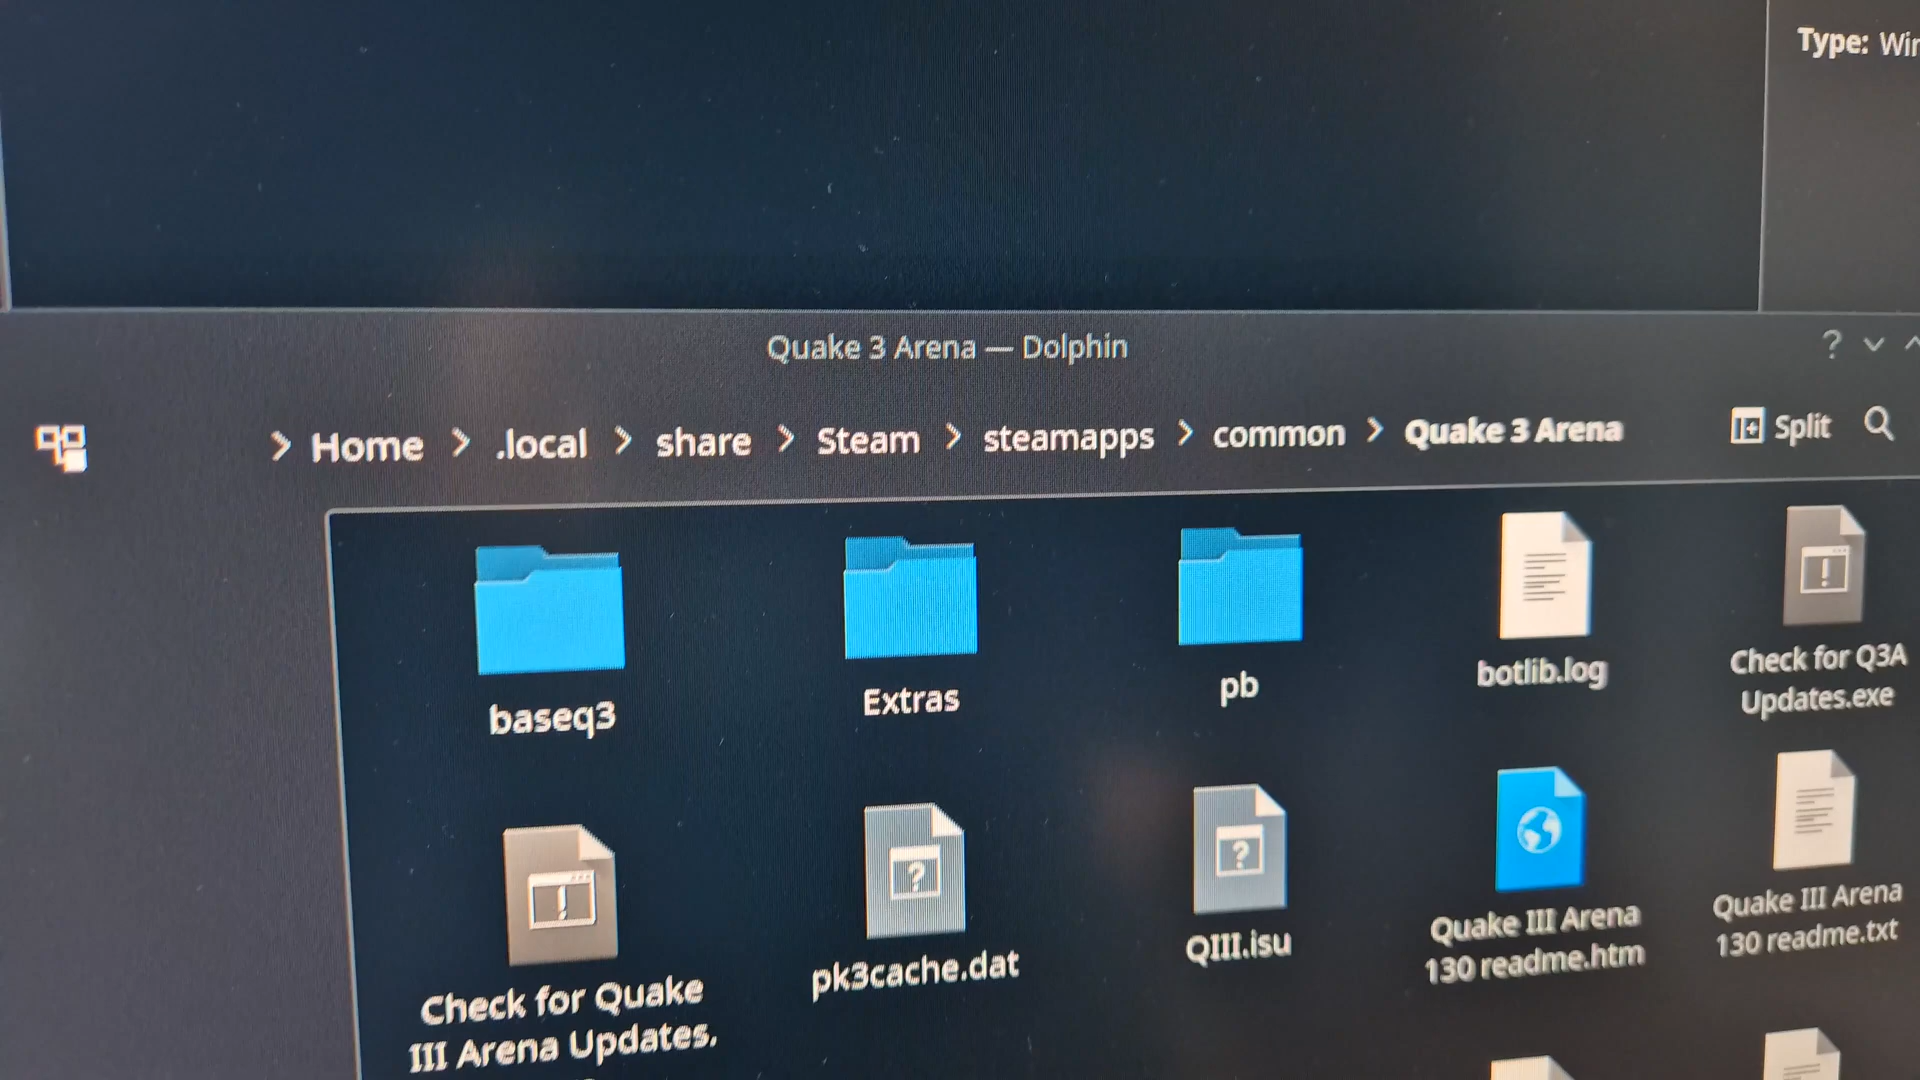 Type: Win
Quake 3 Arena — Dolphin
> Home > .local > share > Steam > steamapps > common > Quake 3 Arena
Split
baseq3
Extras
pb
botlib.log
Check for Q3A
Updates.exe
Check for Quake
III Arena Updates.
pk3cache.dat
QIII.isu
Quake III Arena
130 readme.htm
Quake III Arena
130 readme.txt